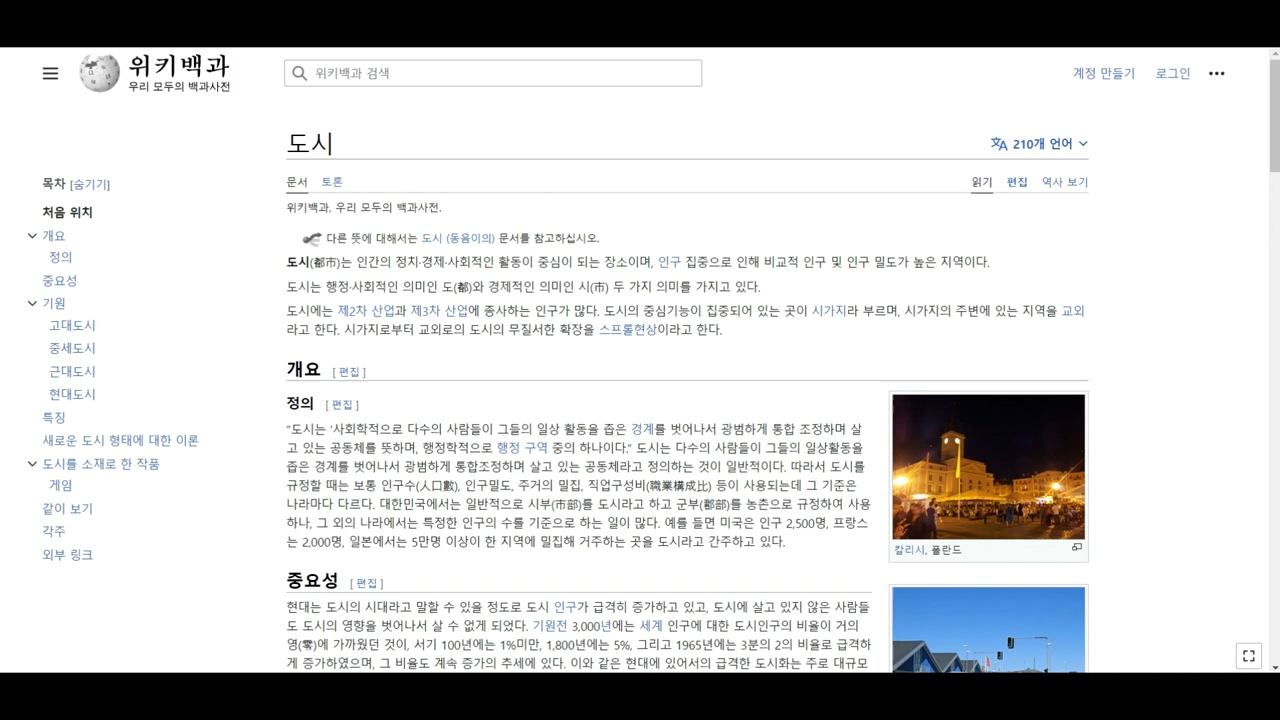 위키백과
우리 모두의 백과사전
위키백과 검색
계정 만들기
로그인
도시
210개 언어
목차 [숨기기]
처음 위치
개요
정의
중요성
기원
고대도시
중세도시
근대도시
현대도시
특징
새로운 도시 형태에 대한 이론
도시를 소재로 한 작품
게임
같이 보기
각주
외부 링크
문서 토론
읽기 편집 역사 보기
위키백과, 우리 모두의 백과사전.
다른 뜻에 대해서는 도시 (동음이의) 문서를 참고하십시오.
도시(都市)는 인간의 정치·경제·사회적인 활동이 중심이 되는 장소이며, 인구 집중으로 인해 비교적 인구 및 인구 밀도가 높은 지역이다.
도시는 행정·사회적인 의미인 도(都)와 경제적인 의미인 시(市) 두 가지 의미를 가지고 있다.
도시에는 제2차 산업과 제3차 산업에 종사하는 인구가 많다. 도시의 중심기능이 집중되어 있는 곳이 시가지라 부르며, 시가지의 주변에 있는 지역을 교외
라고 한다. 시가지로부터 교외로의 도시의 무질서한 확장을 스프롤현상이라고 한다.
개요 [ 편집 ]
정의 [ 편집 ]
"도시는 '사회학적으로 다수의 사람들이 그들의 일상 활동을 좁은 경계를 벗어나서 광범하게 통합 조정하며 살
고 있는 공동체를 뜻하며, 행정학적으로 행정 구역 중의 하나이다." 도시는 다수의 사람들이 그들의 일상활동을
좁은 경계를 벗어나서 광범하게 통합조정하며 살고 있는 공동체라고 정의하는 것이 일반적이다. 따라서 도시를
규정할 때는 보통 인구수(人口數), 인구밀도, 주거의 밀집, 직업구성비(職業構成比) 등이 사용되는데 그 기준은
나라마다 다르다. 대한민국에서는 일반적으로 시부(市部)를 도시라고 하고 군부(郡部)를 농촌으로 규정하여 사용
하나, 그 외의 나라에서는 특정한 인구의 수를 기준으로 하는 일이 많다. 예를 들면 미국은 인구 2,500명, 프랑스
는 2,000명, 일본에서는 5만명 이상이 한 지역에 밀집해 거주하는 곳을 도시라고 간주하고 있다.
칼리시, 폴란드
중요성 [ 편집 ]
현대는 도시의 시대라고 말할 수 있을 정도로 도시 인구가 급격히 증가하고 있고, 도시에 살고 있지 않은 사람들
도 도시의 영향을 벗어나서 살 수 없게 되었다. 기원전 3,000년에는 세계 인구에 대한 도시인구의 비율이 거의
영(零)에 가까웠던 것이, 서기 100년에는 1%미만, 1,800년에는 5%, 그리고 1965년에는 3분의 2의 비율로 급격하
게 증가하였으며, 그 비율도 계속 증가의 추세에 있다. 이와 같은 현대에 있어서의 급격한 도시화는 주로 대규모